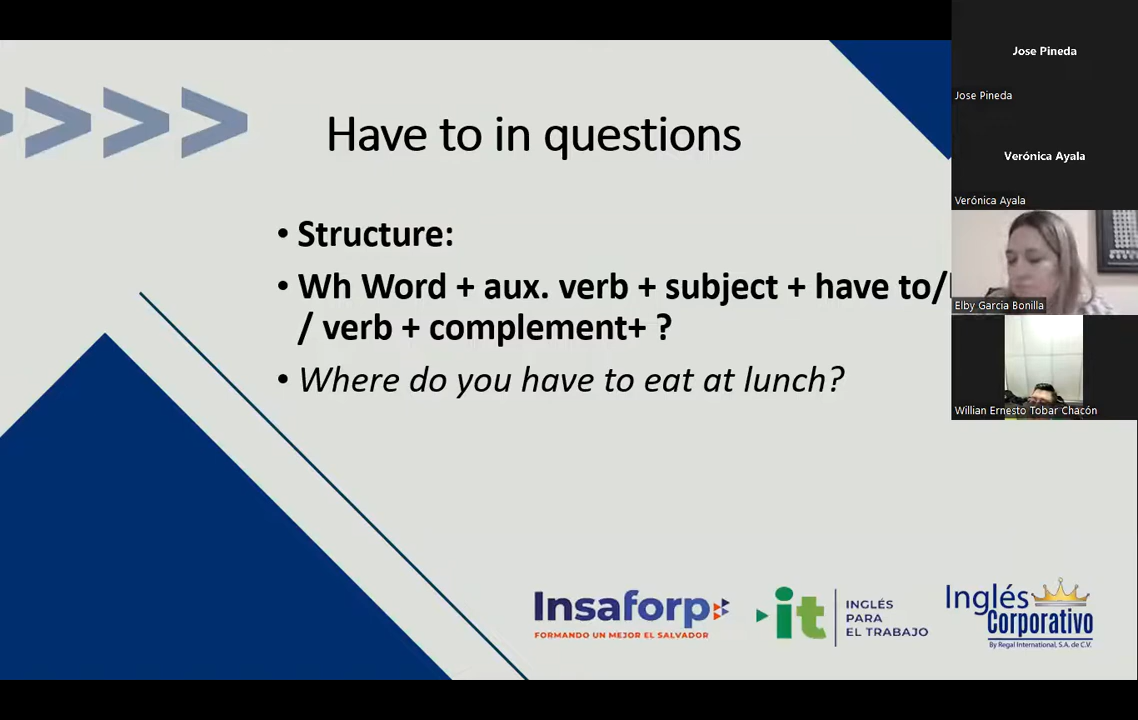 Have to in questions
• Structure:
• Wh Word + aux. verb + subject + have to/
/ verb + complement+ ?
• Where do you have to eat at lunch?
Insaforp
FORMANDO UN MEJOR EL SALVADOR
it
INGLÉS
PARA
EL TRABAJO
Inglés
Corporativo
By Regal International, S.A. de C.V.
Jose Pineda
Jose Pineda
Verónica Ayala
Verónica Ayala
Elby Garcia Bonilla
Willian Ernesto Tobar Chacón